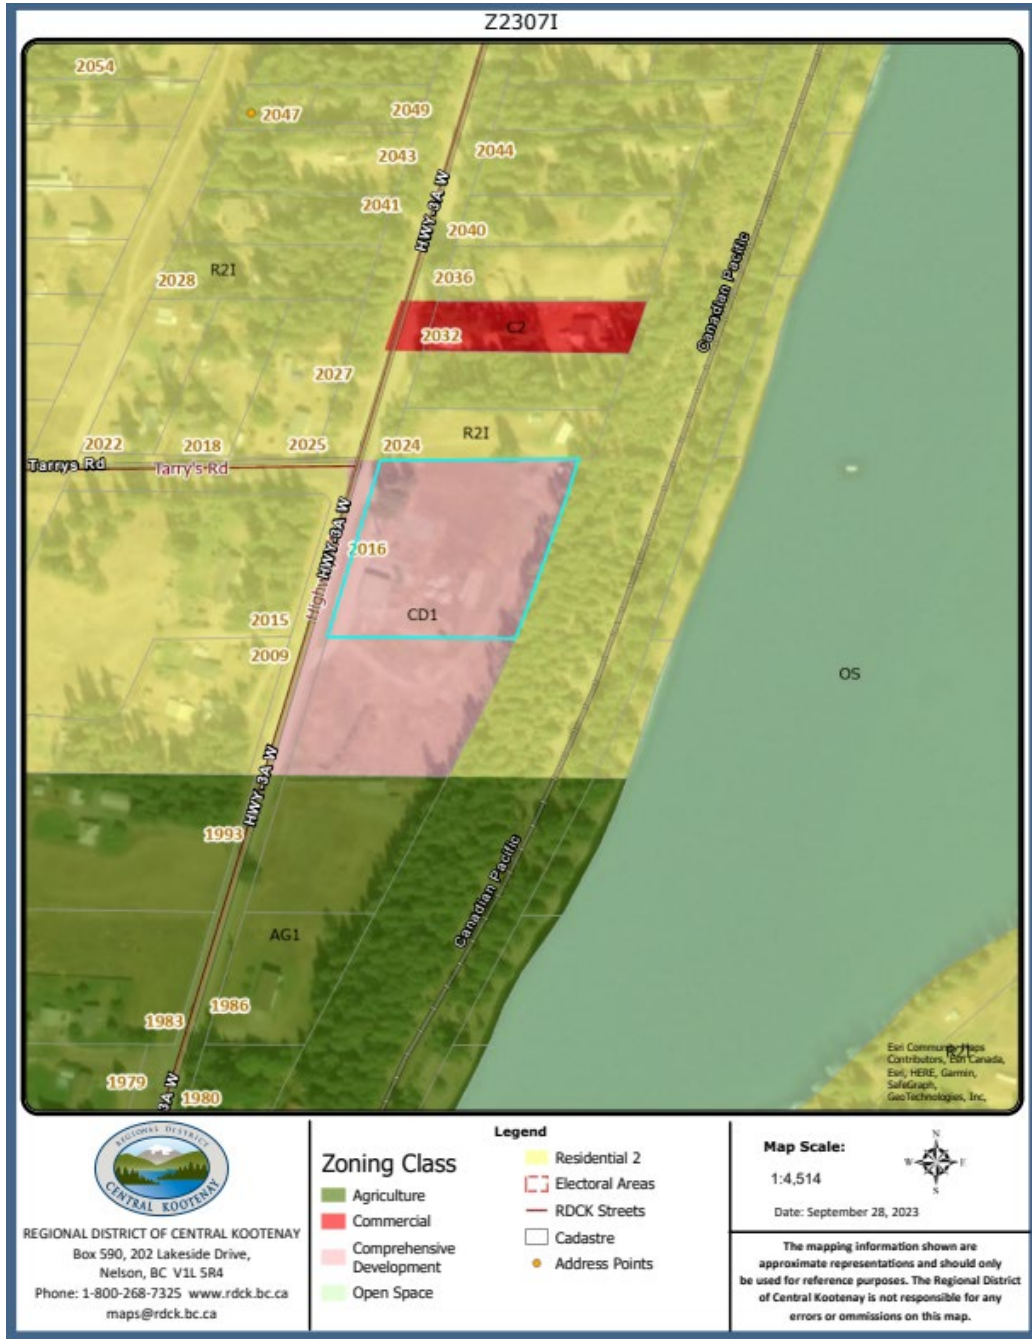 Z2307I
2054
2047
2049
2043
2044
2041
HWY-3A W
2040
Canadian Pacific
R2I
2028
2036
2032
C2
2027
R2I
2022
2018
2025
2024
Tarrys Rd
Tarry's Rd
HWY-3A W
2016
CD1
2015
2009
OS
HWY-3A W
1993
Canadian Pacific
AG1
1986
1983
1979
3A W
1980
R2I
Esri Community Maps
Contributors, Esri Canada,
Esri, HERE, Garmin,
SafeGraph,
GeoTechnologies, Inc,
REGIONAL DISTRICT
CENTRAL KOOTENAY
REGIONAL DISTRICT OF CENTRAL KOOTENAY
Box 590, 202 Lakeside Drive,
Nelson, BC V1L 5R4
Phone: 1-800-268-7325 www.rdck.bc.ca
maps@rdck.bc.ca
Legend
Zoning Class
Agriculture
Commercial
Comprehensive
Development
Open Space
Residential 2
Electoral Areas
RDCK Streets
Cadastre
Address Points
Map Scale:
1:4,514
N
W
E
S
Date: September 28, 2023
The mapping information shown are
approximate representations and should only
be used for reference purposes. The Regional District
of Central Kootenay is not responsible for any
errors or ommissions on this map.